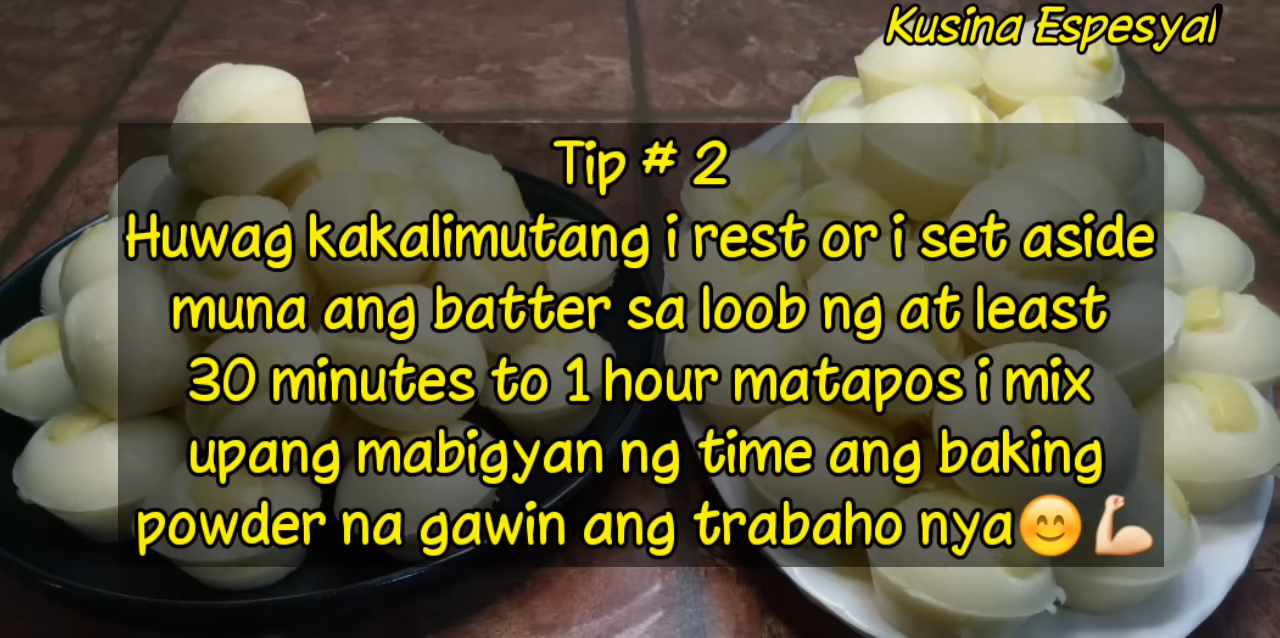 Kusina Espesyal
Tip # 2
Huwag kakalimutang i rest or i set aside
muna ang batter sa loob ng at least
30 minutes to 1 hour matapos i mix
upang mabigyan ng time ang baking
powder na gawin ang trabaho nya😊💪